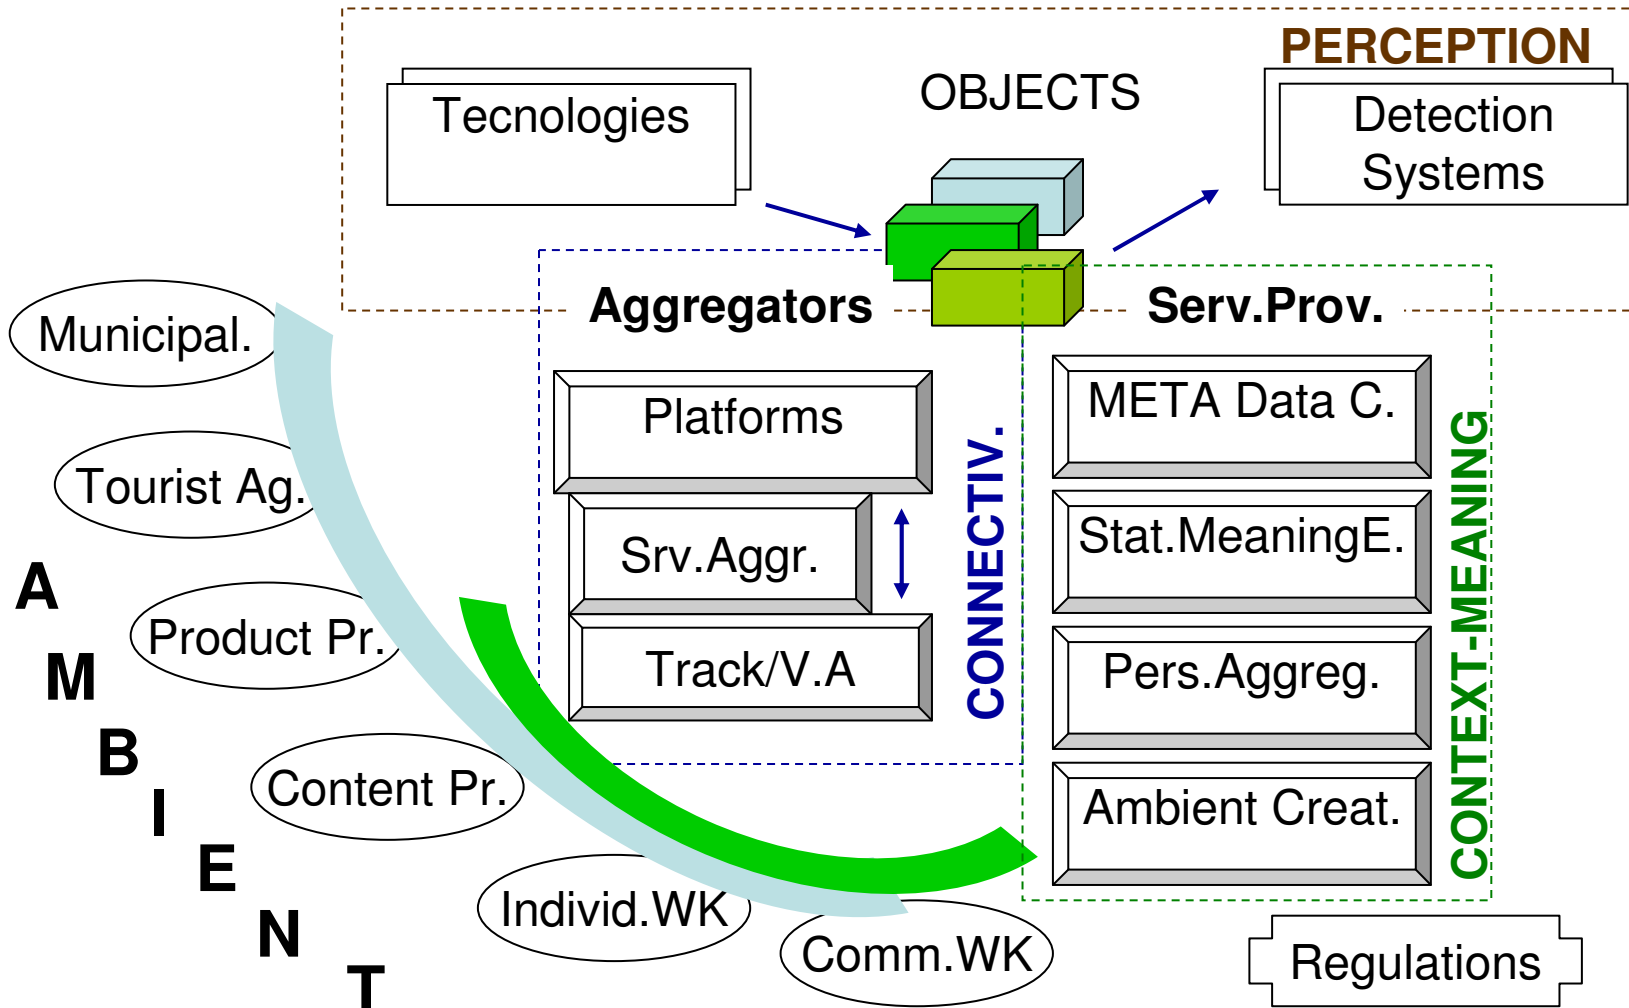 PERCEPTION
Tecnologies
OBJECTS
Detection
Systems
Aggregators
Serv.Prov.
Municipal.
Tourist Ag.
Product Pr.
Content Pr.
Individ.WK
Comm.WK
AMBIENT
Platforms
Srv.Aggr.
Track/V.A
CONNECTIV.
META Data C.
Stat.MeaningE.
Pers.Aggreg.
Ambient Creat.
CONTEXT-MEANING
Regulations